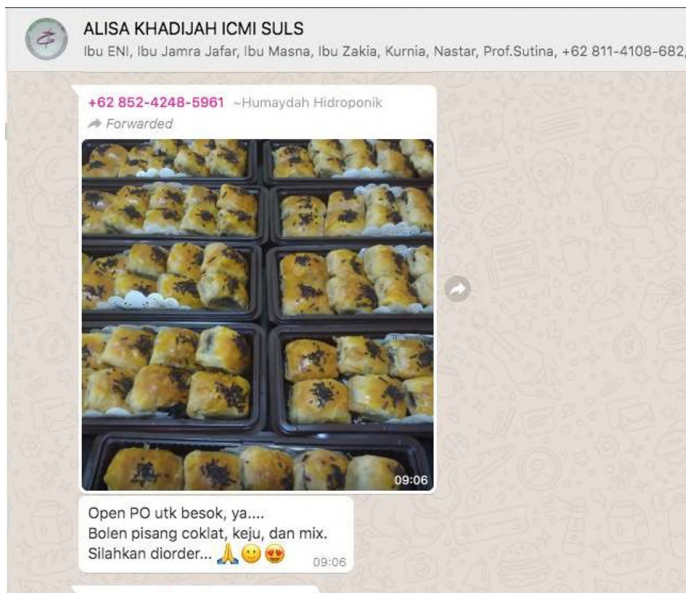 ALISA KHADIJAH ICMI SULS
Ibu ENI, Ibu Jamra Jafar, Ibu Masna, Ibu Zakia, Kurnia, Nastar, Prof.Sutina, +62 811-4108-682,
+62 852-4248-5961 ~Humaydah Hidroponik
Forwarded
09:06
Open PO utk besok, ya....
Bolen pisang coklat, keju, dan mix.
Silahkan diorder... 🙏🙂😍
09:06